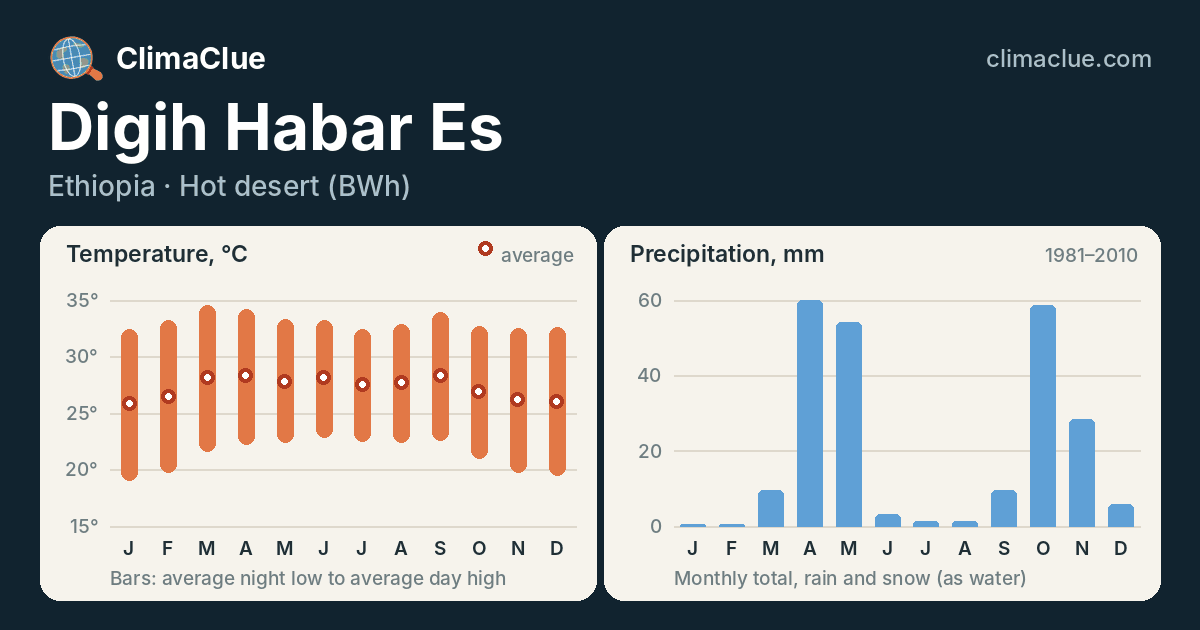 ClimaClue
climaclue.com
Digih Habar Es
Ethiopia · Hot desert (BWh)
Temperature, °C
average
35°
30°
25°
20°
15°
J F M A M J J A S O N D
Bars: average night low to average day high
Precipitation, mm
1981–2010
60
40
20
0
J F M A M J J A S O N D
Monthly total, rain and snow (as water)